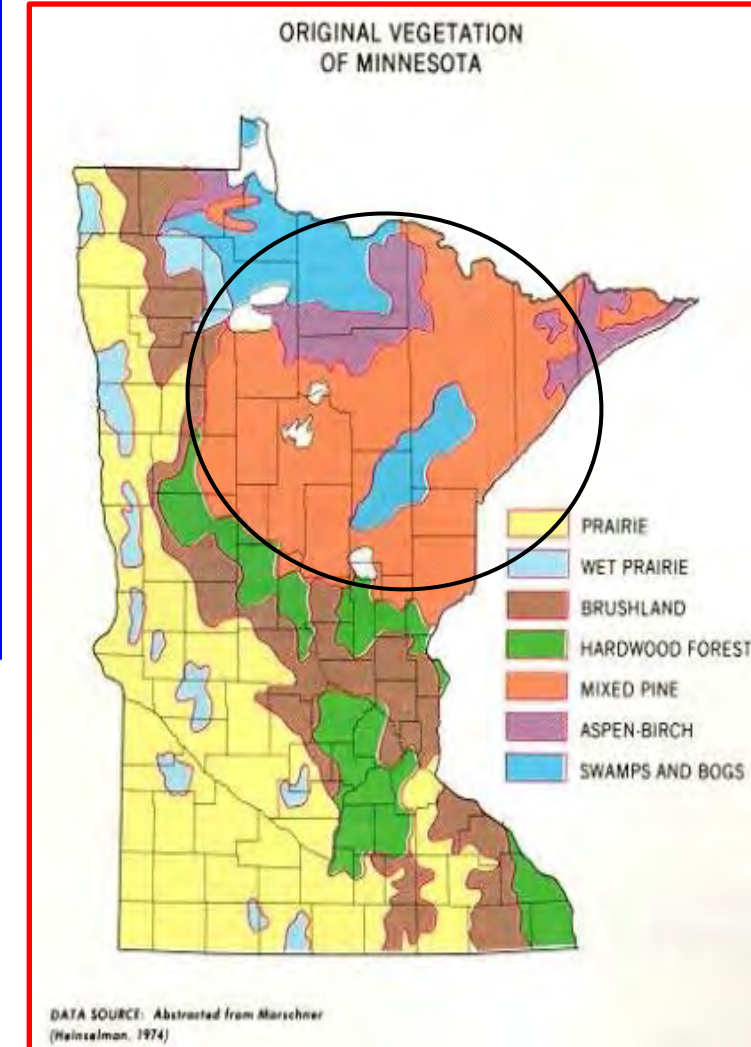 ORIGINAL VEGETATION
OF MINNESOTA
PRAIRIE
WET PRAIRIE
BRUSHLAND
HARDWOOD FOREST
MIXED PINE
ASPEN-BIRCH
SWAMPS AND BOGS
DATA SOURCE: Abstracted from Marschner
(Heinselman, 1974)